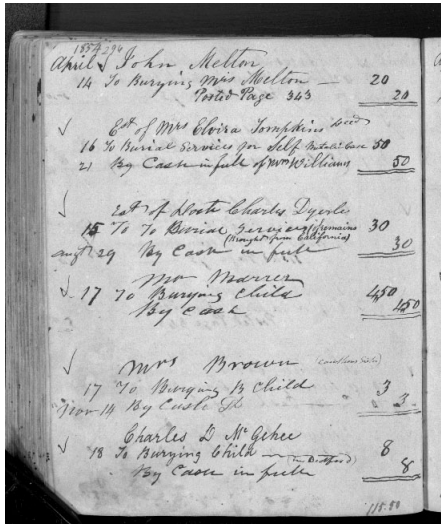 1854 296
April John Melton
14 To Burying Mrs Melton — 20
Posted Page 343 20
Est of Mrs Elvira Tompkins Decd
16 To Burial Services for Self Metalic Case 50
21 By Cash in full of Wm Williams 50
Est of Doctr Charles
15 To To Burial Services (remains 30
Brought from California)
Augt 29 By Cash in full 30
Mr Marrer
17 To Burying Child 4 50
By Cash 4 50
Mrs Brown
17 To Burying B Child 3
Nov 14 By Cash 3
Charles D McGehee
18 To Burying Child — 8
By Cash in full 8
115.50